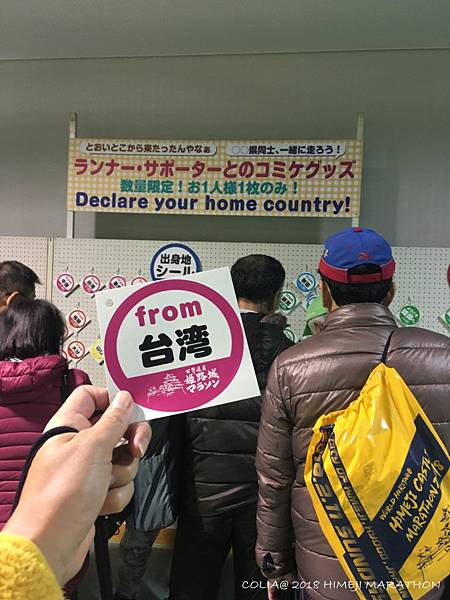 とおいとこから来たったんやなぁ
○○県同士、一緒に走ろう！
ランナー・サポーターとのコミケグッズ
数量限定！お1人様1枚のみ！
Declare your home country!
出身地
シール
from
台湾
世界遺産
姫路城
マラソン
WORLD HERITAGE
HIMEJI CASTLE
MARATHON 2018
COLIA@ 2018 HIMEJI MARATHON